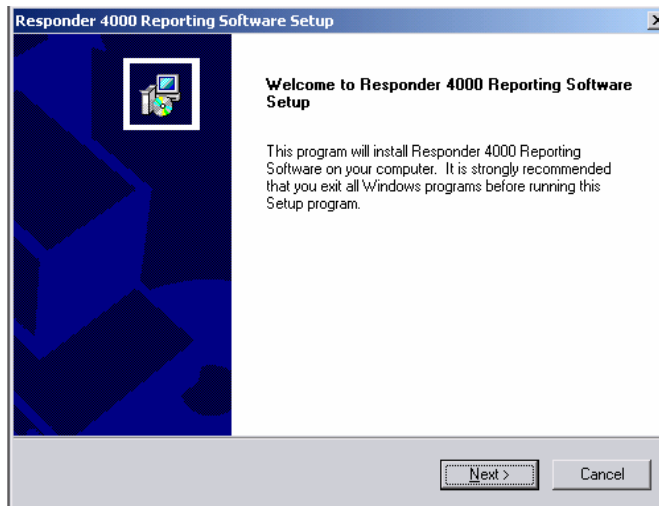 Responder 4000 Reporting Software Setup
Welcome to Responder 4000 Reporting Software
Setup
This program will install Responder 4000 Reporting
Software on your computer.  It is strongly recommended
that you exit all Windows programs before running this
Setup program.
Next >
Cancel